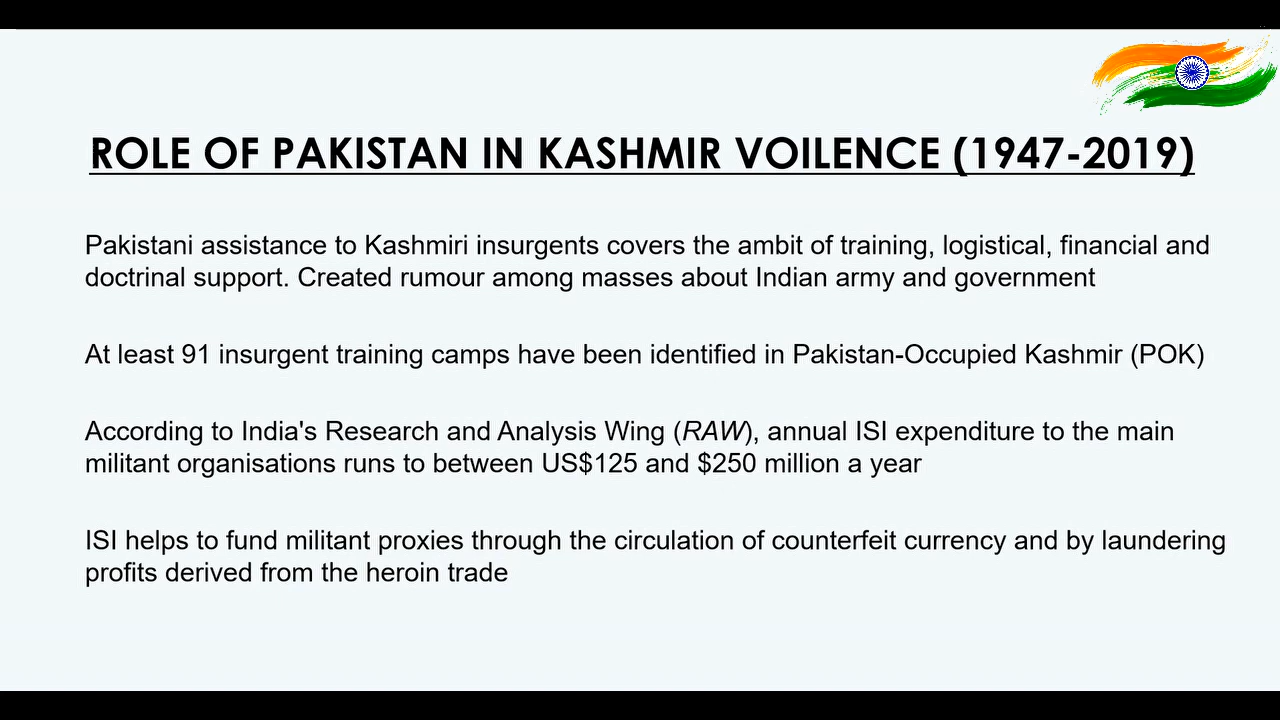 ROLE OF PAKISTAN IN KASHMIR VOILENCE (1947-2019)
Pakistani assistance to Kashmiri insurgents covers the ambit of training, logistical, financial and
doctrinal support. Created rumour among masses about Indian army and government
At least 91 insurgent training camps have been identified in Pakistan-Occupied Kashmir (POK)
According to India's Research and Analysis Wing (RAW), annual ISI expenditure to the main
militant organisations runs to between US$125 and $250 million a year
ISI helps to fund militant proxies through the circulation of counterfeit currency and by laundering
profits derived from the heroin trade